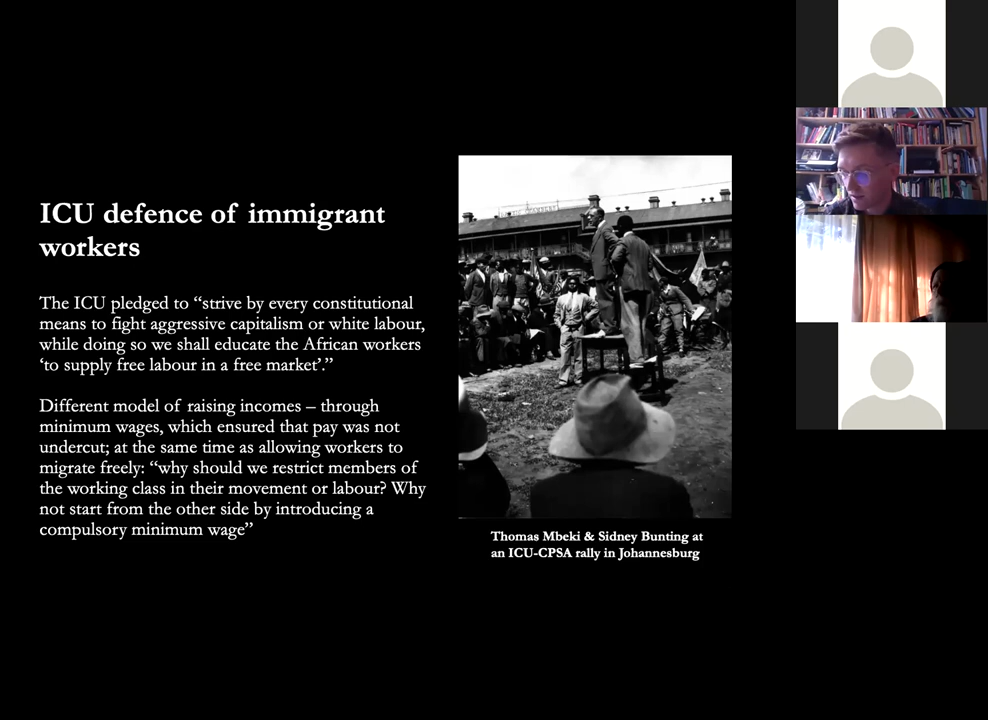 ICU defence of immigrant
workers
The ICU pledged to “strive by every constitutional
means to fight aggressive capitalism or white labour,
while doing so we shall educate the African workers
‘to supply free labour in a free market’.”
Different model of raising incomes – through
minimum wages, which ensured that pay was not
undercut; at the same time as allowing workers to
migrate freely: “why should we restrict members of
the working class in their movement or labour? Why
not start from the other side by introducing a
compulsory minimum wage”
Thomas Mbeki & Sidney Bunting at
an ICU-CPSA rally in Johannesburg